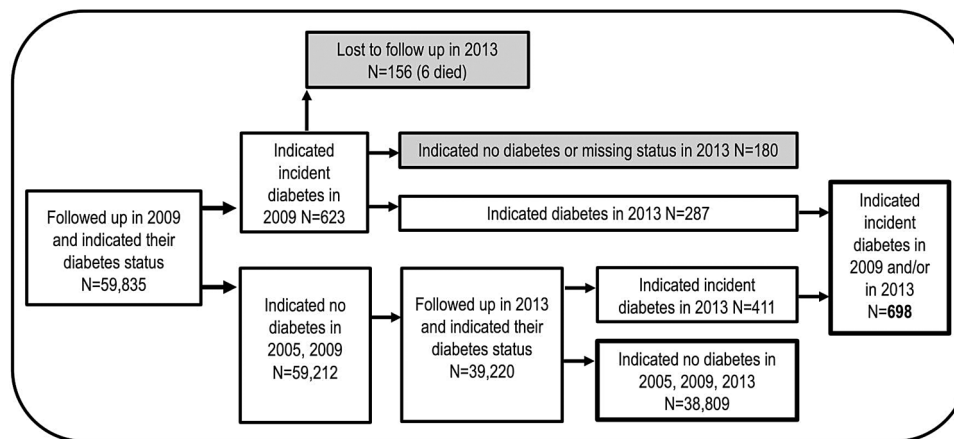 Lost to follow up in 2013
N=156 (6 died)
Indicated
incident
diabetes in
2009 N=623
Indicated no diabetes or missing status in 2013 N=180
Indicated diabetes in 2013 N=287
Followed up in 2009
and indicated their
diabetes status
N=59,835
Indicated no
diabetes in
2005, 2009
N=59,212
Followed up in 2013
and indicated their
diabetes status
N=39,220
Indicated incident
diabetes in 2013 N=411
Indicated no diabetes in
2005, 2009, 2013
N=38,809
Indicated
incident
diabetes in
2009 and/or
in 2013
N=698